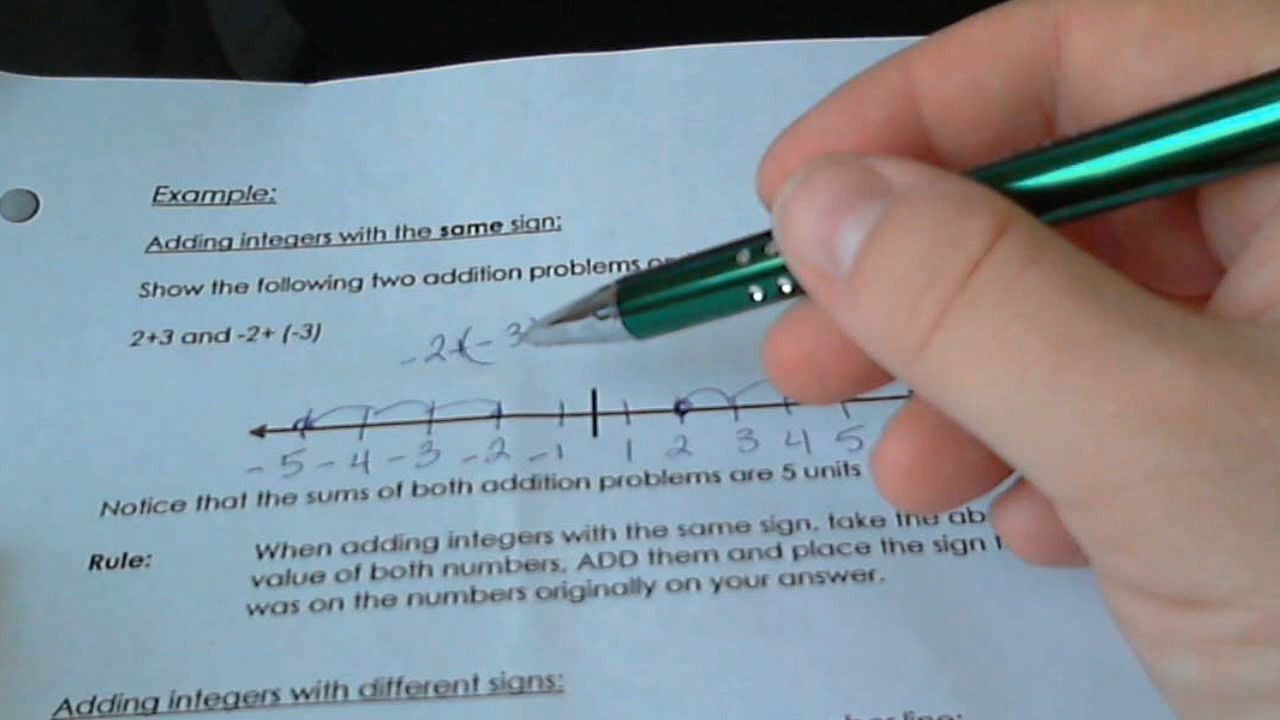 Example:
Adding integers with the same sign:
Show the following two addition problems
2+3 and -2+ (-3)
-2+(-3)
-5 -4 -3 -2 -1 1 2 3 4 5
Notice that the sums of both addition problems are 5 units
Rule: When adding integers with the same sign, take the ab
value of both numbers. ADD them and place the sign
was on the numbers originally on your answer.
Adding integers with different signs:
line: